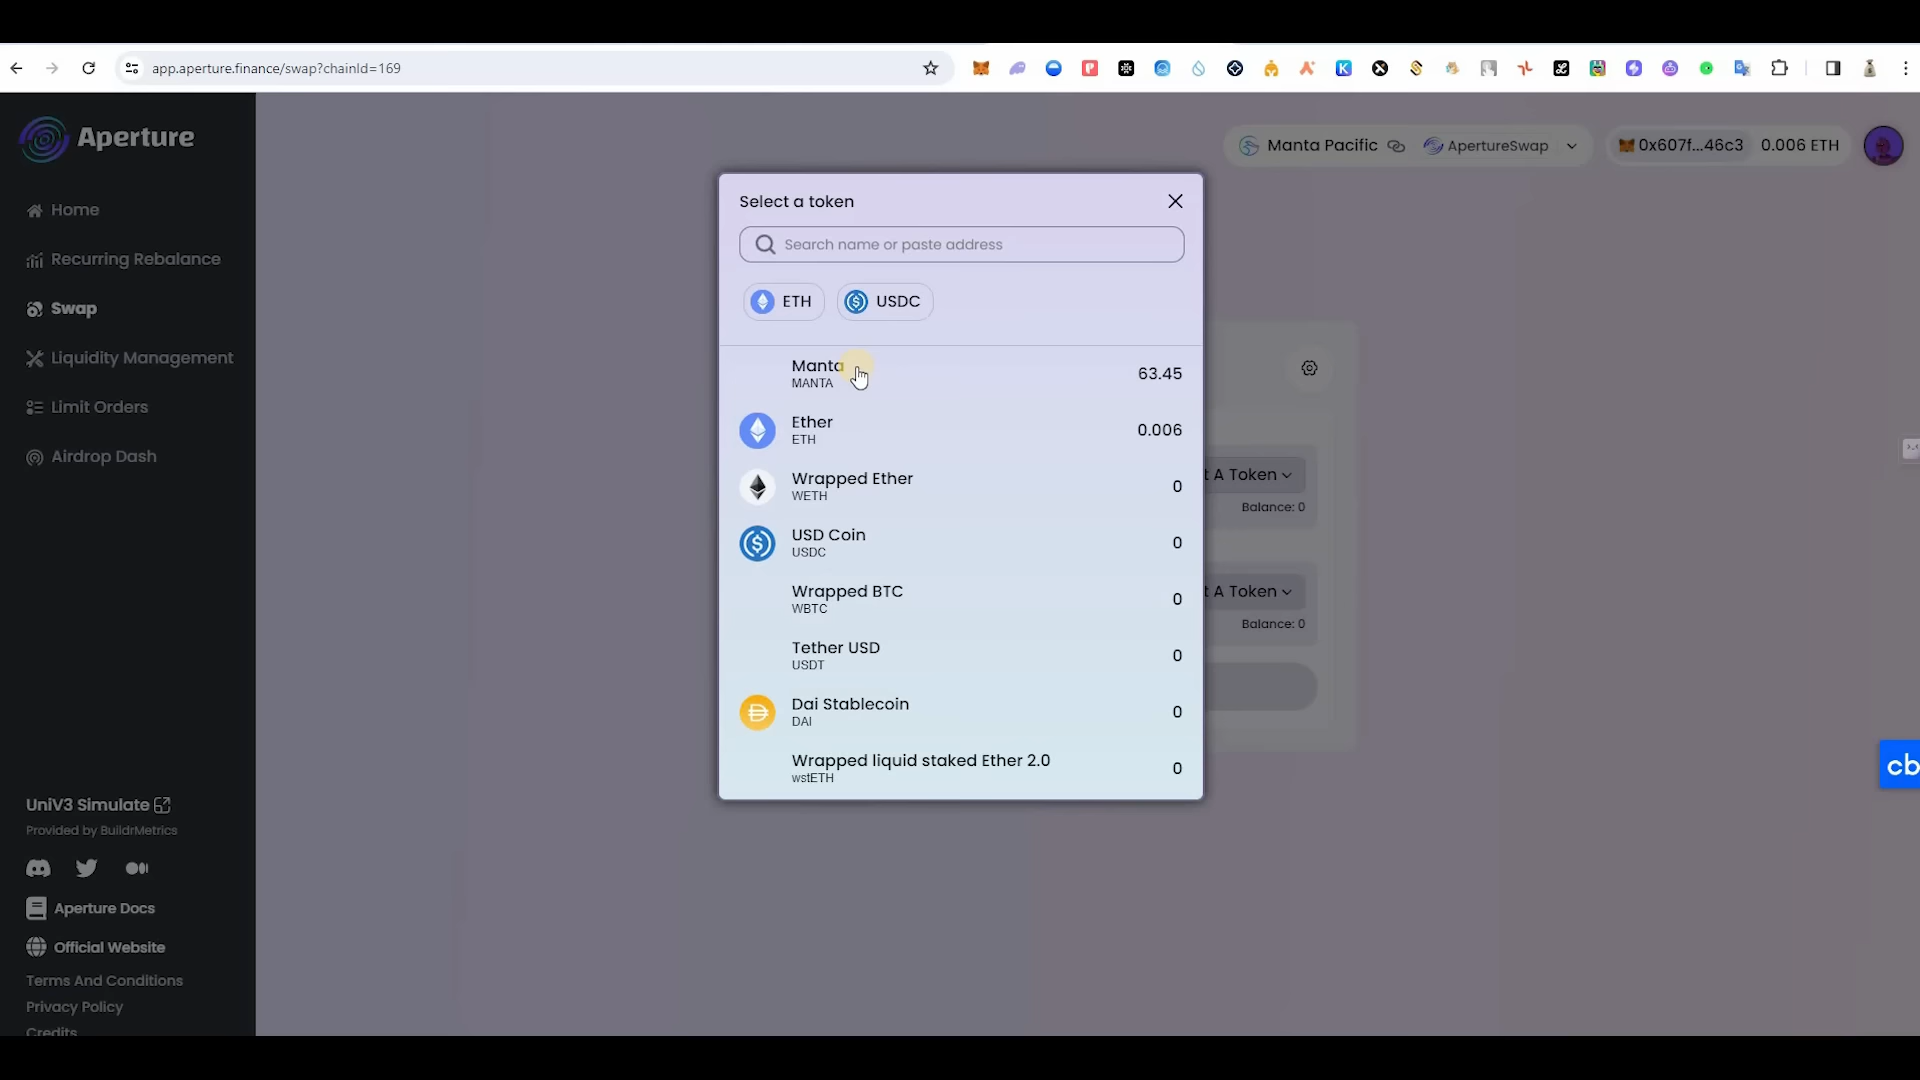 app.aperture.finance/swap?chainId=169
Aperture
Manta Pacific
ApertureSwap
0x607f...46c3
0.006 ETH
Home
Recurring Rebalance
Swap
Liquidity Management
Limit Orders
Airdrop Dash
Select a token
Search name or paste address
ETH
USDC
Manta
MANTA
63.45
Ether
ETH
0.006
Wrapped Ether
WETH
0
USD Coin
USDC
0
Wrapped BTC
WBTC
0
Tether USD
USDT
0
Dai Stablecoin
DAI
0
Wrapped liquid staked Ether 2.0
wstETH
0
t A Token
Balance: 0
t A Token
Balance: 0
cb
UniV3 Simulate
Provided by BuildrMetrics
Aperture Docs
Official Website
Terms And Conditions
Privacy Policy
Credits